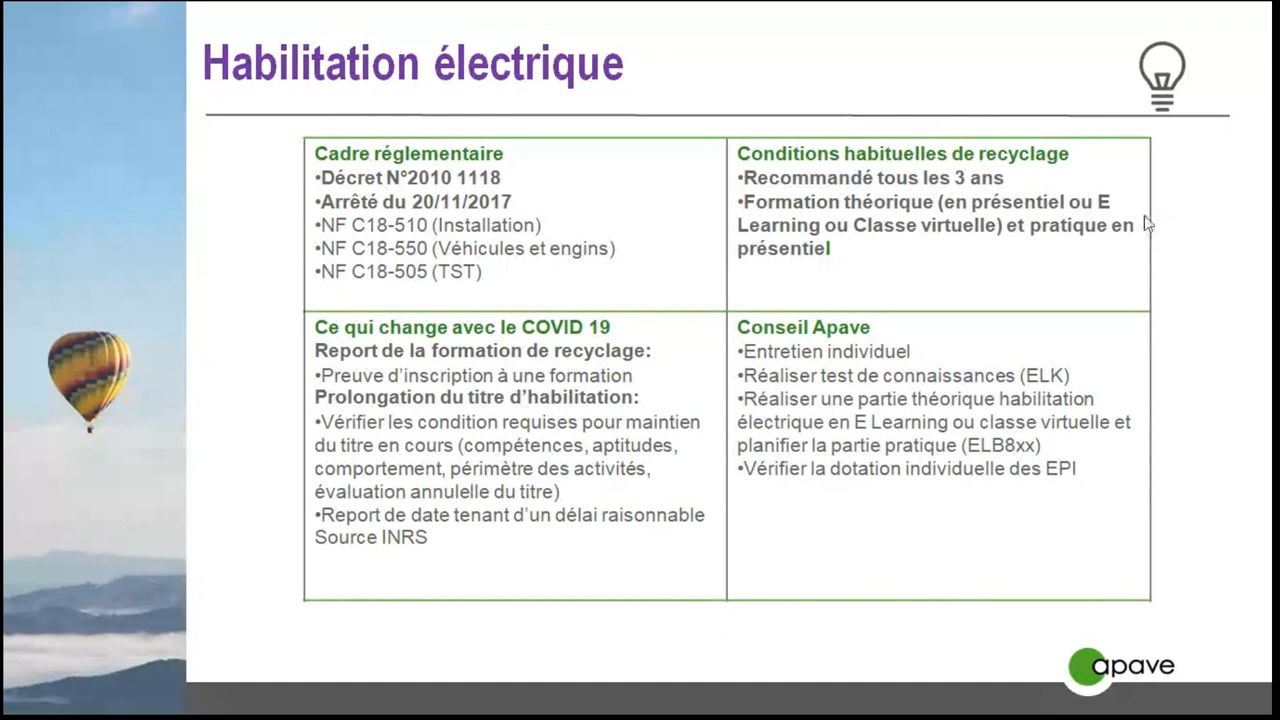 Habilitation électrique
Cadre réglementaire
•Décret N°2010 1118
•Arrêté du 20/11/2017
•NF C18-510 (Installation)
•NF C18-550 (Véhicules et engins)
•NF C18-505 (TST)
Conditions habituelles de recyclage
•Recommandé tous les 3 ans
•Formation théorique (en présentiel ou E
Learning ou Classe virtuelle) et pratique en
présentiel
Ce qui change avec le COVID 19
Report de la formation de recyclage:
•Preuve d’inscription à une formation
Prolongation du titre d’habilitation:
•Vérifier les condition requises pour maintien
du titre en cours (compétences, aptitudes,
comportement, périmètre des activités,
évaluation annulelle du titre)
•Report de date tenant d’un délai raisonnable
Source INRS
Conseil Apave
•Entretien individuel
•Réaliser test de connaissances (ELK)
•Réaliser une partie théorique habilitation
électrique en E Learning ou classe virtuelle et
planifier la partie pratique (ELB8xx)
•Vérifier la dotation individuelle des EPI
apave